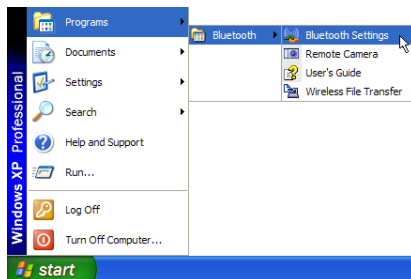 Windows XP Professional
Programs
Documents
Settings
Search
Help and Support
Run...
Log Off
Turn Off Computer...
Bluetooth
Bluetooth Settings
Remote Camera
User's Guide
Wireless File Transfer
start